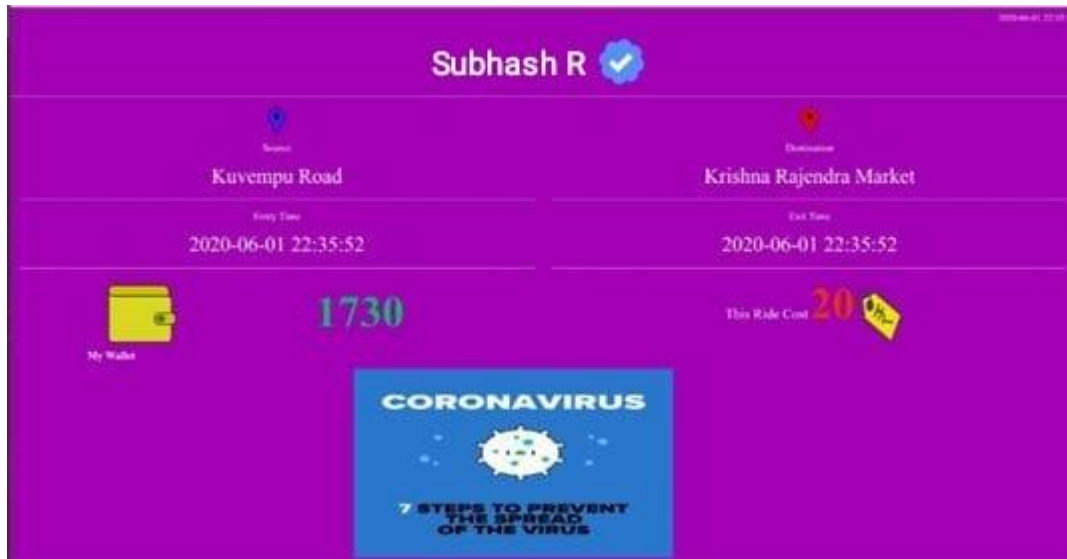 Subhash R
Source
Destination
Kuvempu Road
Krishna Rajendra Market
Entry Time
Exit Time
2020-06-01 22:35:52
2020-06-01 22:35:52
1730
This Ride Cost 20
My Wallet
CORONAVIRUS
7 STEPS TO PREVENT
THE SPREAD
OF THE VIRUS